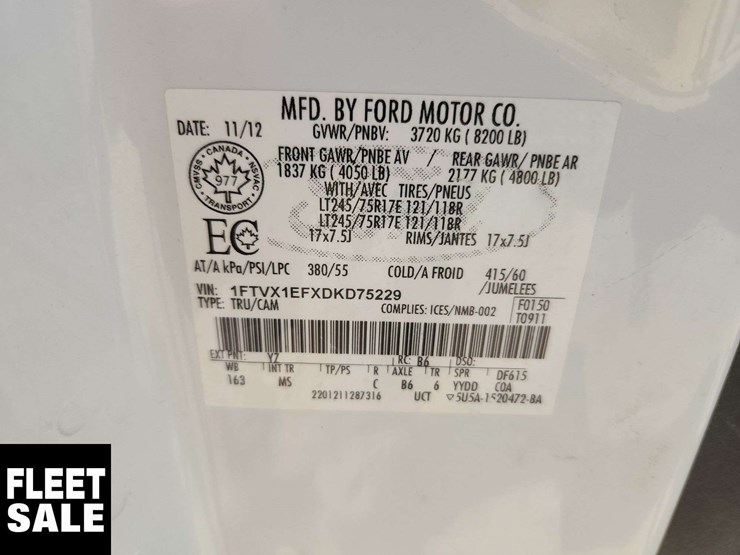 MFD. BY FORD MOTOR CO.
DATE: 11/12 GVWR/PNBV: 3720 KG ( 8200 LB)
FRONT GAWR/PNBE AV / REAR GAWR/ PNBE AR
1837 KG ( 4050 LB) 2177 KG ( 4800 LB)
WITH/AVEC TIRES/PNEUS
LT245/75R17E 121/118R
LT245/75R17E 121/118R
17x7.5J RIMS/JANTES 17x7.5J
CMVSS · CANADA · NSVAC
977
TRANSPORT
EC
AT/A kPa/PSI/LPC 380/55 COLD/A FROID 415/60
/JUMELEES
VIN: 1FTVX1EFXDKD75229
TYPE: TRU/CAM COMPLIES: ICES/NMB-002
F0150
T0911
EXT PNT: Y7 RC: B6 DSO:
WB INT TR TP/PS R AXLE TR SPR DF615
163 MS C B6 6 YYDD COA
2201211287316 UCT 5U5A-1520472-BA
FLEET
SALE